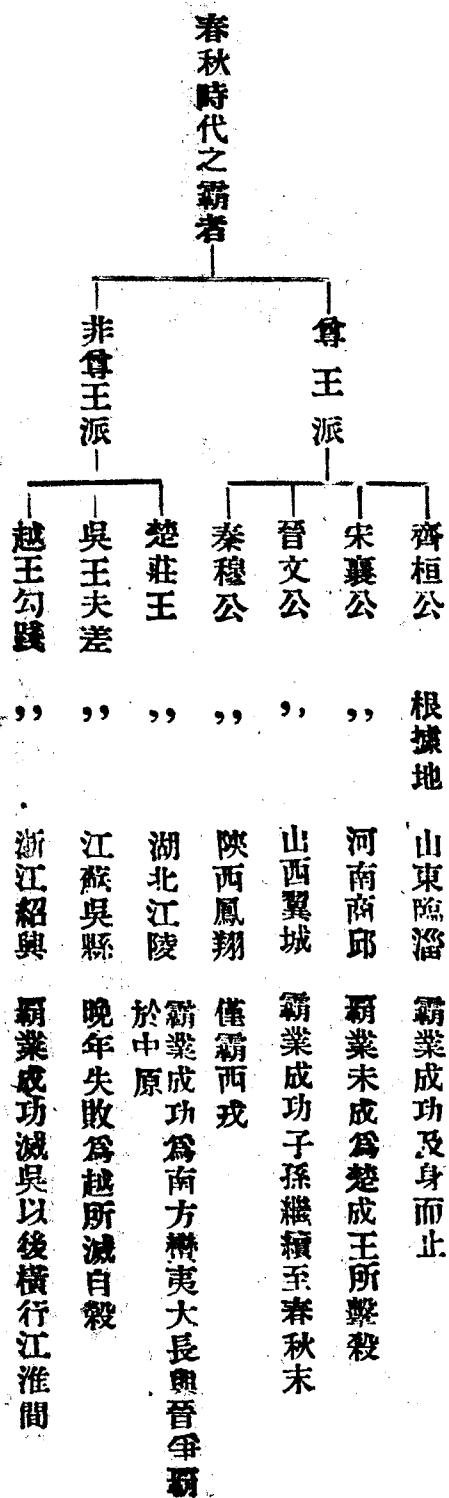 春秋時代之霸者
尊王派
齊桓公 根據地 山東臨淄 霸業成功及身而止
宋襄公 ,, 河南商邱 霸業未成爲楚成王所擊殺
晉文公 ,, 山西翼城 霸業成功子孫繼續至春秋末
秦穆公 ,, 陝西鳳翔 僅霸西戎
非尊王派
楚莊王 ,, 湖北江陵 霸業成功爲南方蠻夷大長與晉爭霸
於中原
吳王夫差 ,, 江蘇吳縣 晚年失敗爲越所滅自殺
越王勾踐 ,, 浙江紹興 霸業成功滅吳以後橫行江淮間